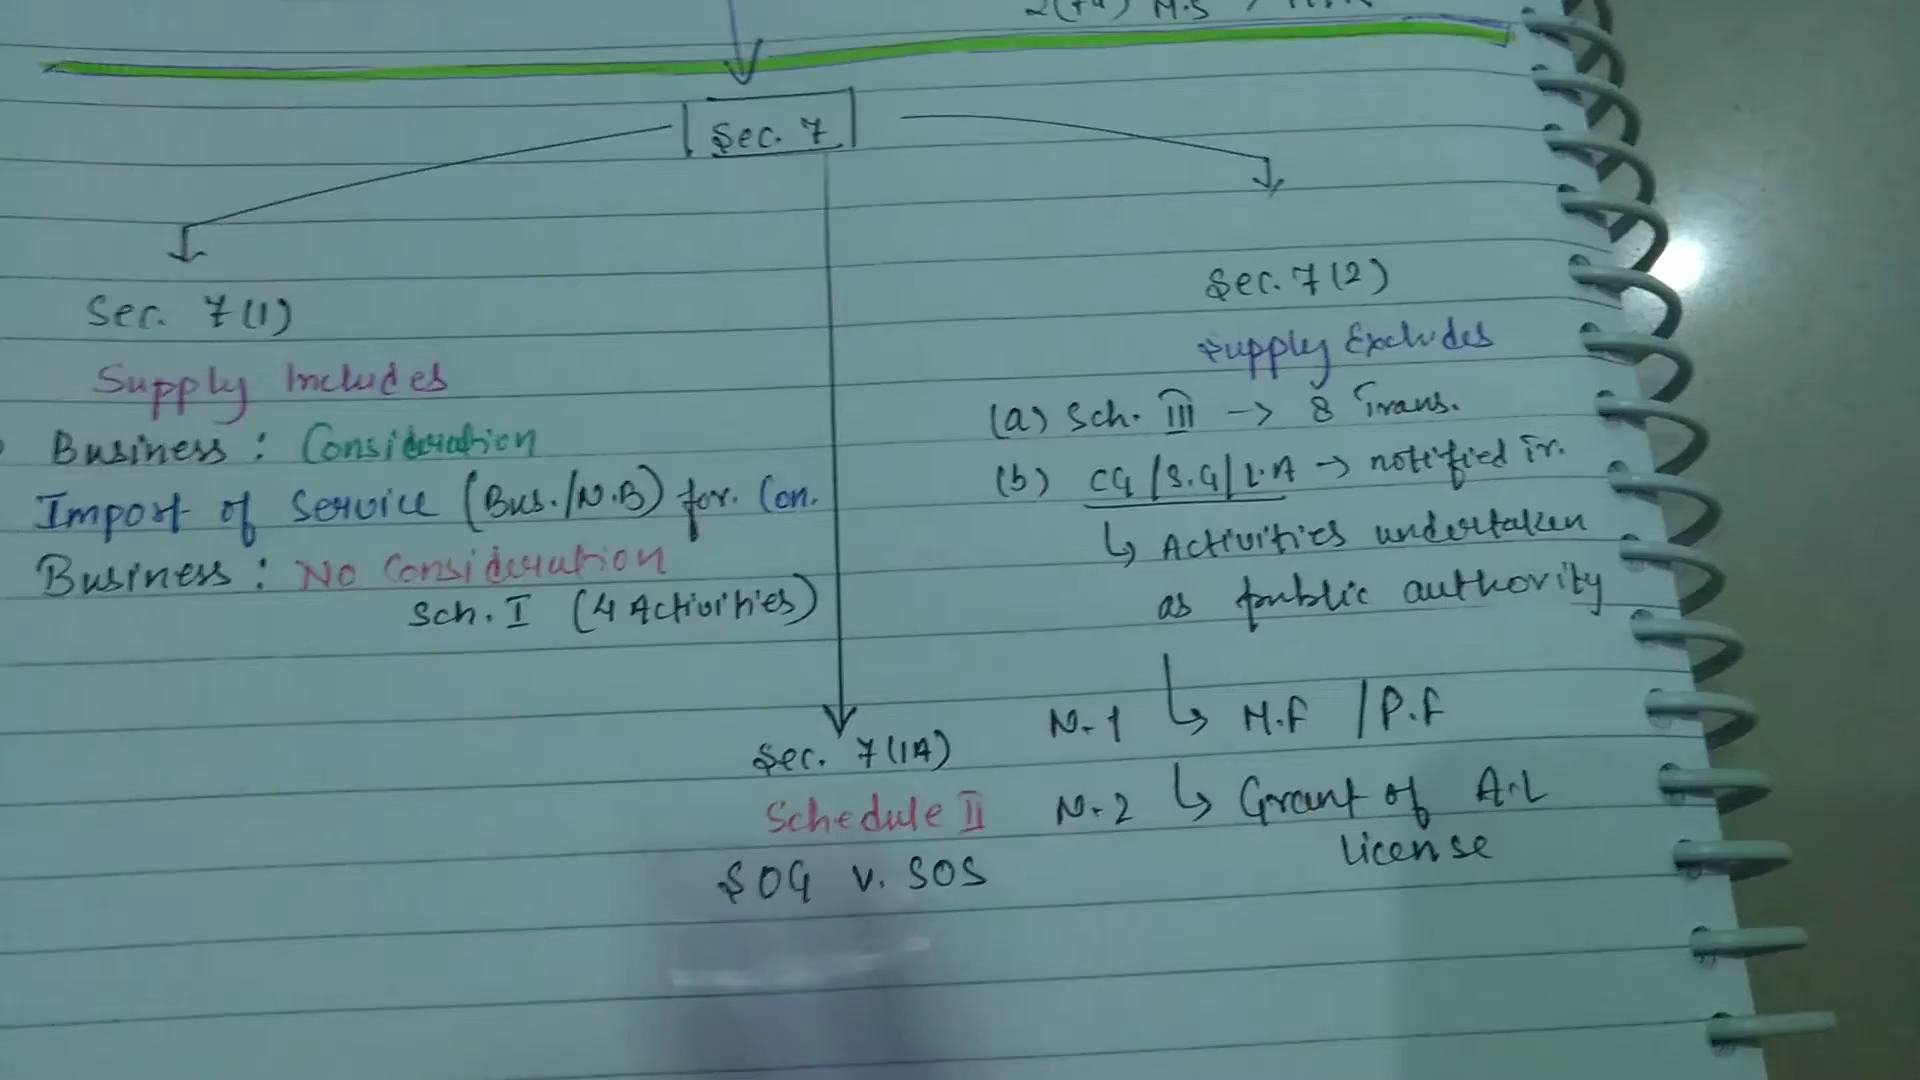 Sec. 7
Sec. 7(1)
Supply Includes
Business : Consideration
Import of Service (Bus./N.B) for. Con.
Business : No Consideration
Sch. I (4 Activities)
Sec. 7(1A)
Schedule II
SOG v. SOS
Sec. 7(2)
Supply Excludes
(a) Sch. III -> 8 Trans.
(b) CG/S.G/L.A -> notified Tr.
↳ Activities undertaken
as public authority
N-1 ↳ M.F /P.F
N-2 ↳ Grant of A.L
license